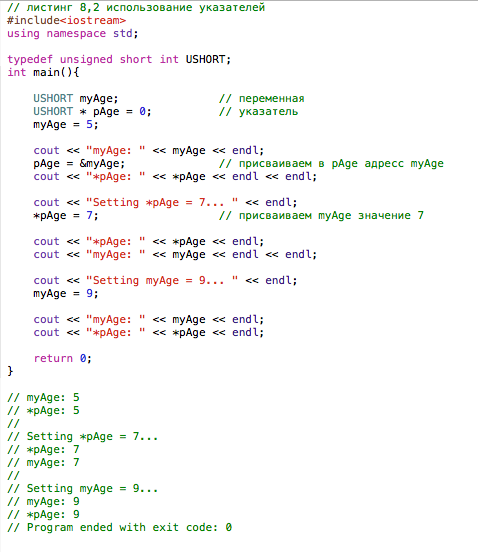 // листинг 8,2 использование указателей
#include<iostream>
using namespace std;

typedef unsigned short int USHORT;
int main(){

    USHORT myAge;               // переменная
    USHORT * pAge = 0;          // указатель
    myAge = 5;

    cout << "myAge: " << myAge << endl;
    pAge = &myAge;              // присваиваем в pAge адресс myAge
    cout << "*pAge: " << *pAge << endl << endl;

    cout << "Setting *pAge = 7... " << endl;
    *pAge = 7;                  // присваиваем myAge значение 7

    cout << "*pAge: " << *pAge << endl;
    cout << "myAge: " << myAge << endl << endl;

    cout << "Setting myAge = 9... " << endl;
    myAge = 9;

    cout << "myAge: " << myAge << endl;
    cout << "*pAge: " << *pAge << endl;

    return 0;
}

// myAge: 5
// *pAge: 5
//
// Setting *pAge = 7...
// *pAge: 7
// myAge: 7
//
// Setting myAge = 9...
// myAge: 9
// *pAge: 9
// Program ended with exit code: 0